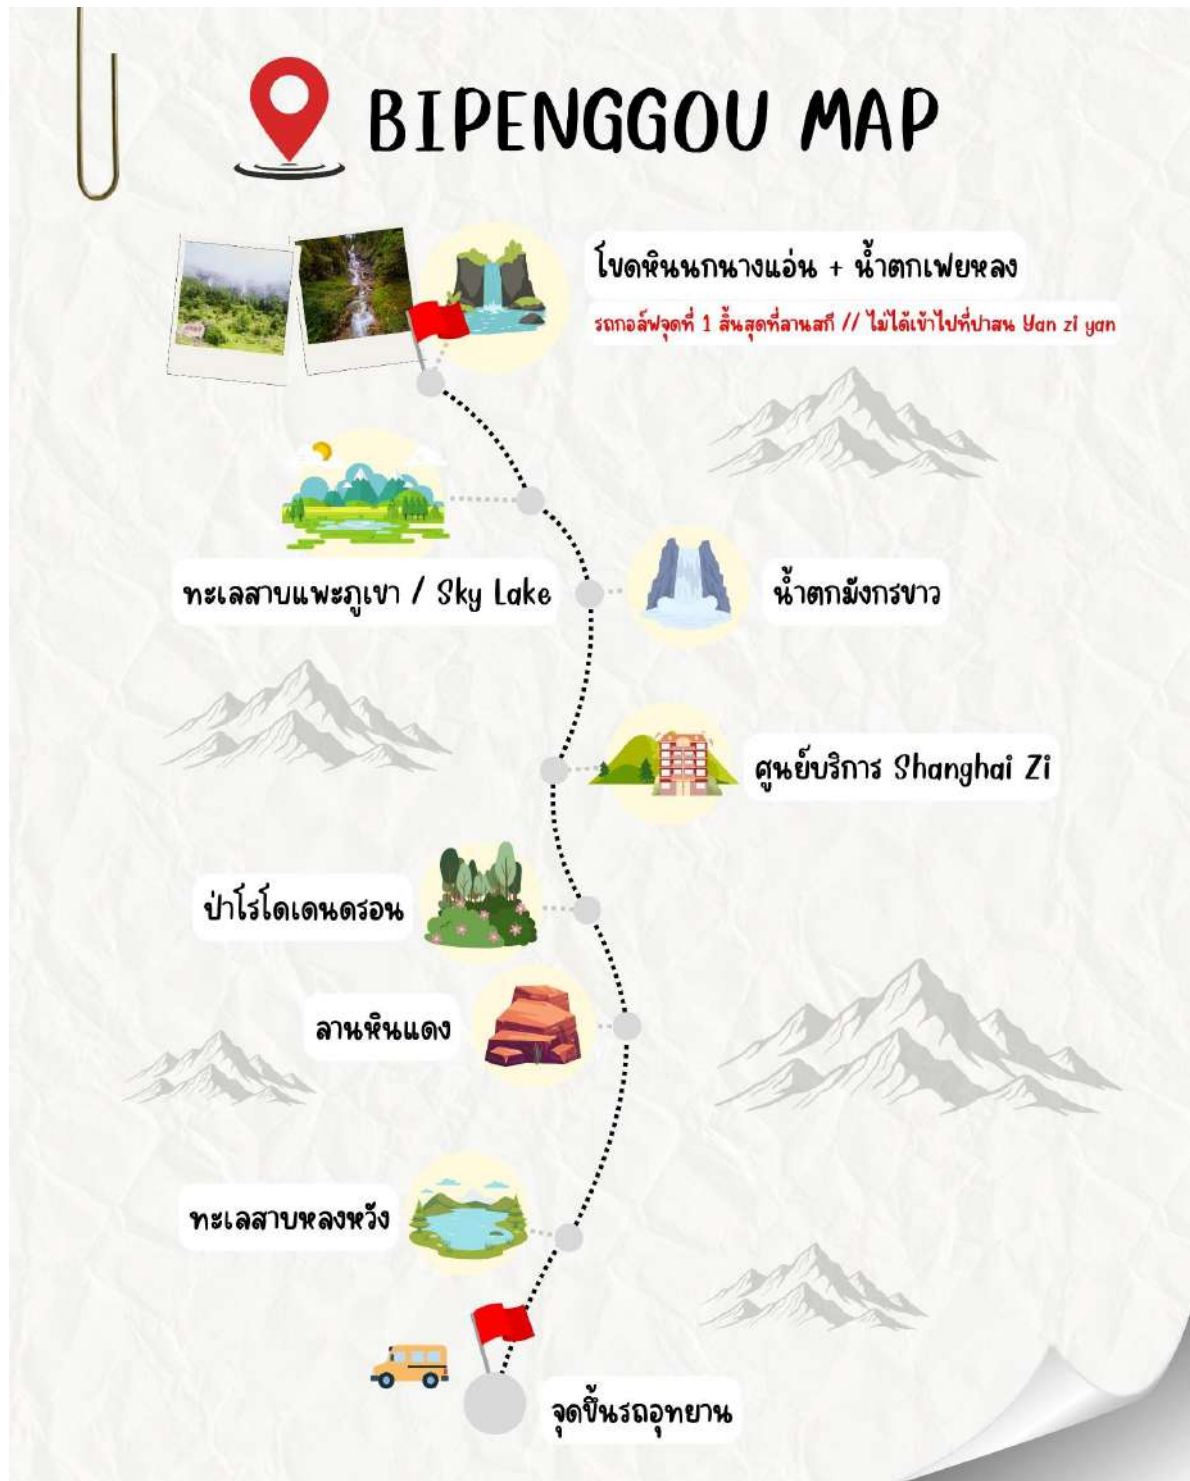 BIPENGGOU MAP
โขดหินนกนางแอ่น + น้ำตกเฟยหลง
รถกอล์ฟจุดที่ 1 สิ้นสุดที่ลานสกี // ไม่ได้เข้าไปที่ปาสน Yan zi yan
ทะเลสาบแพะภูเขา / Sky Lake
น้ำตกมังกรขาว
ศูนย์บริการ Shanghai Zi
ป่าโรโดเดนดรอน
ลานหินแดง
ทะเลสาบหลงหวัง
จุดขึ้นรถอุทยาน